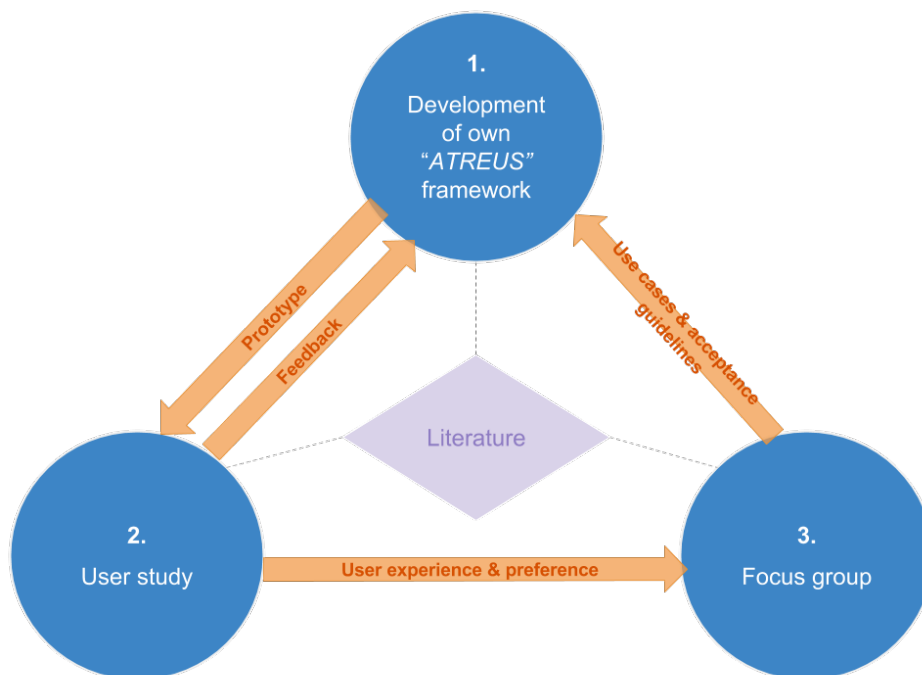 1.
Development
of own
“ATREUS”
framework
Prototype
Feedback
Use cases & acceptance
guidelines
Literature
2.
User study
User experience & preference
3.
Focus group